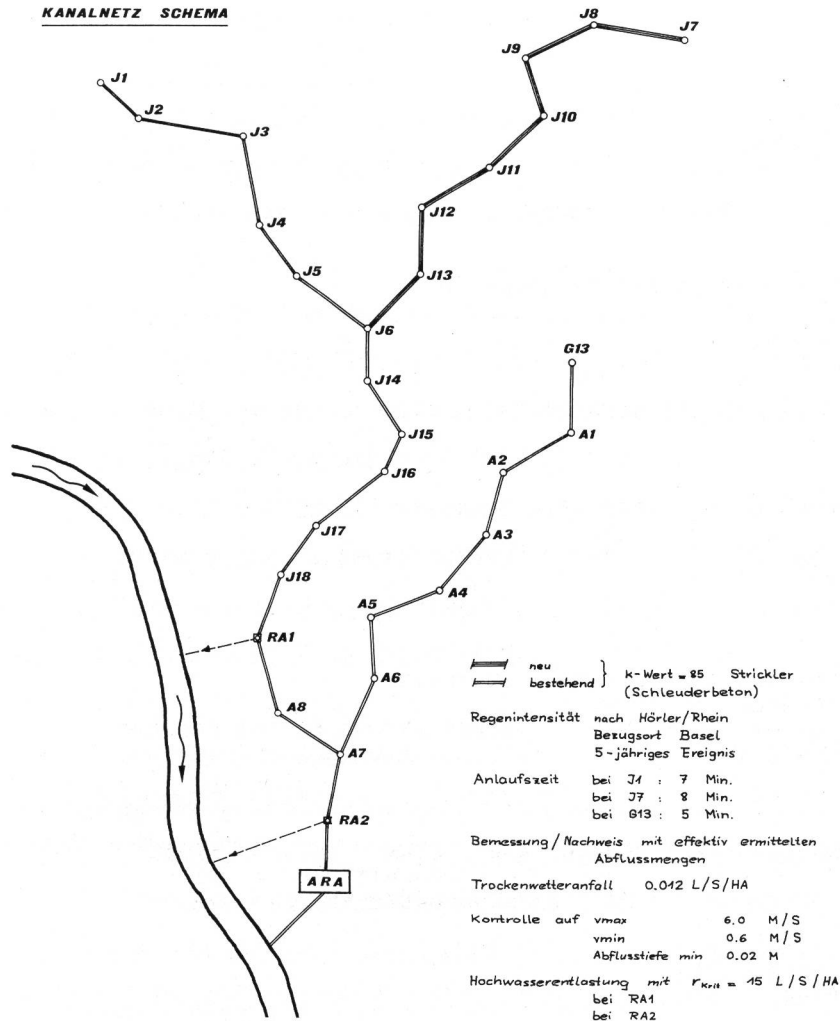 KANALNETZ SCHEMA
J8
J7
J9
J1
J2
J10
J3
J11
J12
J4
J5
J13
J6
G13
J14
J15
A1
A2
J16
J17
A3
J18
A4
A5
RA1
A6
A8
A7
RA2
ARA
neu
bestehend
k-Wert = 85 Strickler
(Schleuderbeton)
Regenintensität nach Hörler/Rhein
Bezugsort Basel
5-jähriges Ereignis
Anlaufszeit bei J1 : 7 Min.
bei J7 : 8 Min.
bei G13 : 5 Min.
Bemessung / Nachweis mit effektiv ermittelten
Abflussmengen
Trockenwetteranfall 0.012 L/S/HA
Kontrolle auf vmax 6.0 M/S
vmin 0.6 M/S
Abflusstiefe min 0.02 M
Hochwasserentlastung mit rKrit = 15 L/S/HA
bei RA1
bei RA2